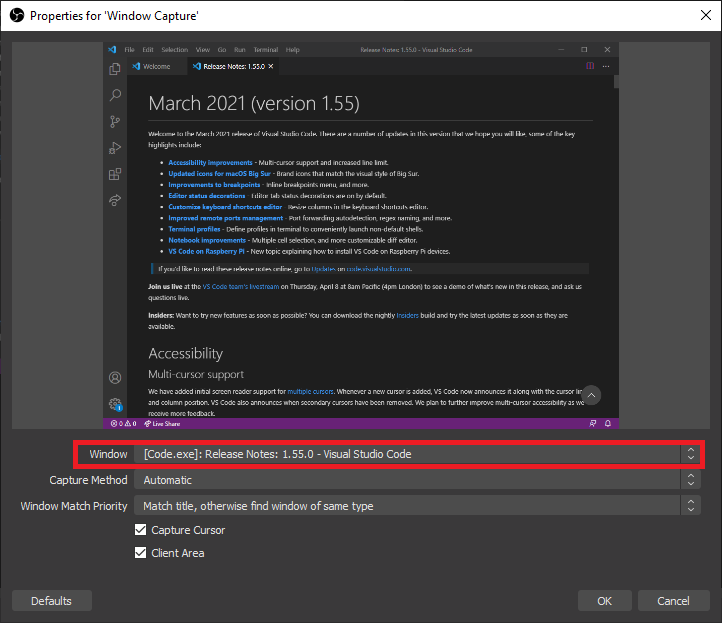 Properties for 'Window Capture'
File Edit Selection View Go Run Terminal Help Release Notes: 1.55.0 - Visual Studio Code
Welcome Release Notes: 1.55.0
March 2021 (version 1.55)
Welcome to the March 2021 release of Visual Studio Code. There are a number of updates in this version that we hope you will like, some of the key
highlights include:
• Accessibility improvements - Multi-cursor support and increased line limit.
• Updated icons for macOS Big Sur - Brand icons that match the visual style of Big Sur.
• Improvements to breakpoints - Inline breakpoints menu, and more.
• Editor status decorations - Editor tab status decorations are on by default.
• Customize keyboard shortcuts editor - Resize columns in the keyboard shortcuts editor.
• Improved remote ports management - Port forwarding autodetection, regex naming, and more.
• Terminal profiles - Define profiles in terminal to conveniently launch non-default shells.
• Notebook improvements - Multiple cell selection, and more customizable diff editor.
• VS Code on Raspberry Pi - New topic explaining how to install VS Code on Raspberry Pi devices.
If you'd like to read these release notes online, go to Updates on code.visualstudio.com.
Join us live at the VS Code team's livestream on Thursday, April 8 at 8am Pacific (4pm London) to see a demo of what's new in this release, and ask us
questions live.
Insiders: Want to try new features as soon as possible? You can download the nightly Insiders build and try the latest updates as soon as they are
available.
Accessibility
Multi-cursor support
We have added initial screen reader support for multiple cursors. Whenever a new cursor is added, VS Code now announces it along with the cursor line
and column position. VS Code also announces when secondary cursors have been removed. We plan to further improve multi-cursor accessibility as we
receive more feedback.
1
0 0 Live Share
Window [Code.exe]: Release Notes: 1.55.0 - Visual Studio Code
Capture Method Automatic
Window Match Priority Match title, otherwise find window of same type
Capture Cursor
Client Area
Defaults OK Cancel